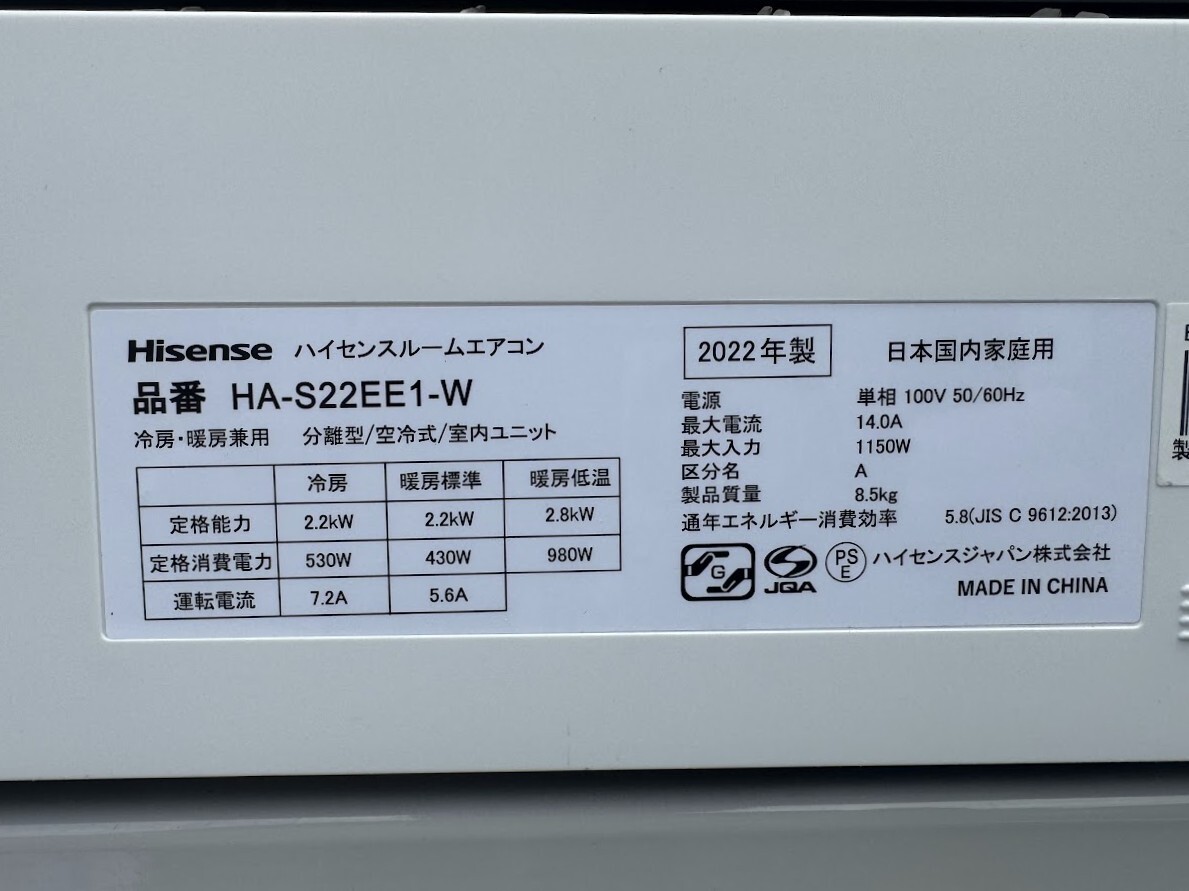 Hisense ハイセンスルームエアコン
品番 HA-S22EE1-W
冷房・暖房兼用 分離型/空冷式/室内ユニット
冷房 暖房標準 暖房低温
定格能力 2.2kW 2.2kW 2.8kW
定格消費電力 530W 430W 980W
運転電流 7.2A 5.6A
2022年製 日本国内家庭用
電源 単相 100V 50/60Hz
最大電流 14.0A
最大入力 1150W
区分名 A
製品質量 8.5kg
通年エネルギー消費効率 5.8(JIS C 9612:2013)
G JQA PSE ハイセンスジャパン株式会社
MADE IN CHINA
製